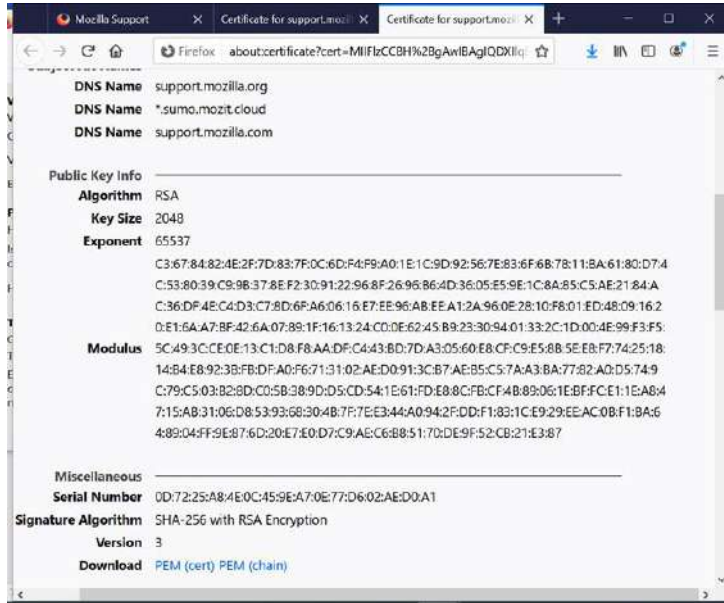 Mozilla Support
Certificate for support.mozil
Certificate for support.mozi
Firefox about:certificate?cert=MIIFIzCCBH%2BgAwIBAgIQDXIlq
DNS Name support.mozilla.org
DNS Name *.sumo.mozit.cloud
DNS Name support.mozilla.com
Public Key Info
Algorithm RSA
Key Size 2048
Exponent 65537
C3:67:84:82:4E:2F:7D:83:7F:0C:6D:F4:F9:A0:1E:1C:9D:92:56:7E:83:6F:6B:78:11:BA:61:80:D7:4
C:53:80:39:C9:9B:37:8E:F2:30:91:22:96:8F:26:96:B6:4D:36:05:E5:9E:1C:8A:85:C5:AE:21:84:A
C:36:DF:4E:C4:D3:C7:8D:6F:A6:06:16:E7:EE:96:AB:EE:A1:2A:96:0E:28:10:F8:01:ED:48:09:16:2
0:E1:6A:A7:BF:42:6A:07:89:1F:16:13:24:C0:0E:62:45:B9:23:30:94:01:33:2C:1D:00:4E:99:F3:F5:
Modulus 5C:49:3C:CE:0E:13:C1:D8:F8:AA:DF:C4:43:BD:7D:A3:05:60:E8:CF:C9:E5:8B:5E:E8:F7:74:25:18:
14:B4:E8:92:3B:FB:DF:A0:F6:71:31:02:AE:D0:91:3C:B7:AE:B5:C5:7A:A3:BA:77:82:A0:D5:74:9
C:79:C5:03:B2:8D:C0:5B:38:9D:D5:CD:54:1E:61:FD:E8:8C:FB:CF:4B:89:06:1E:BF:FC:E1:1E:A8:4
7:15:AB:31:06:D8:53:93:68:30:4B:7F:7E:E3:44:A0:94:2F:DD:F1:83:1C:E9:29:EE:AC:0B:F1:BA:6
4:89:04:FF:9E:87:6D:20:E7:E0:D7:C9:AE:C6:B8:51:70:DE:9F:52:CB:21:E3:87
Miscellaneous
Serial Number 0D:72:25:A8:4E:0C:45:9E:A7:0E:77:D6:02:AE:D0:A1
Signature Algorithm SHA-256 with RSA Encryption
Version 3
Download PEM (cert) PEM (chain)